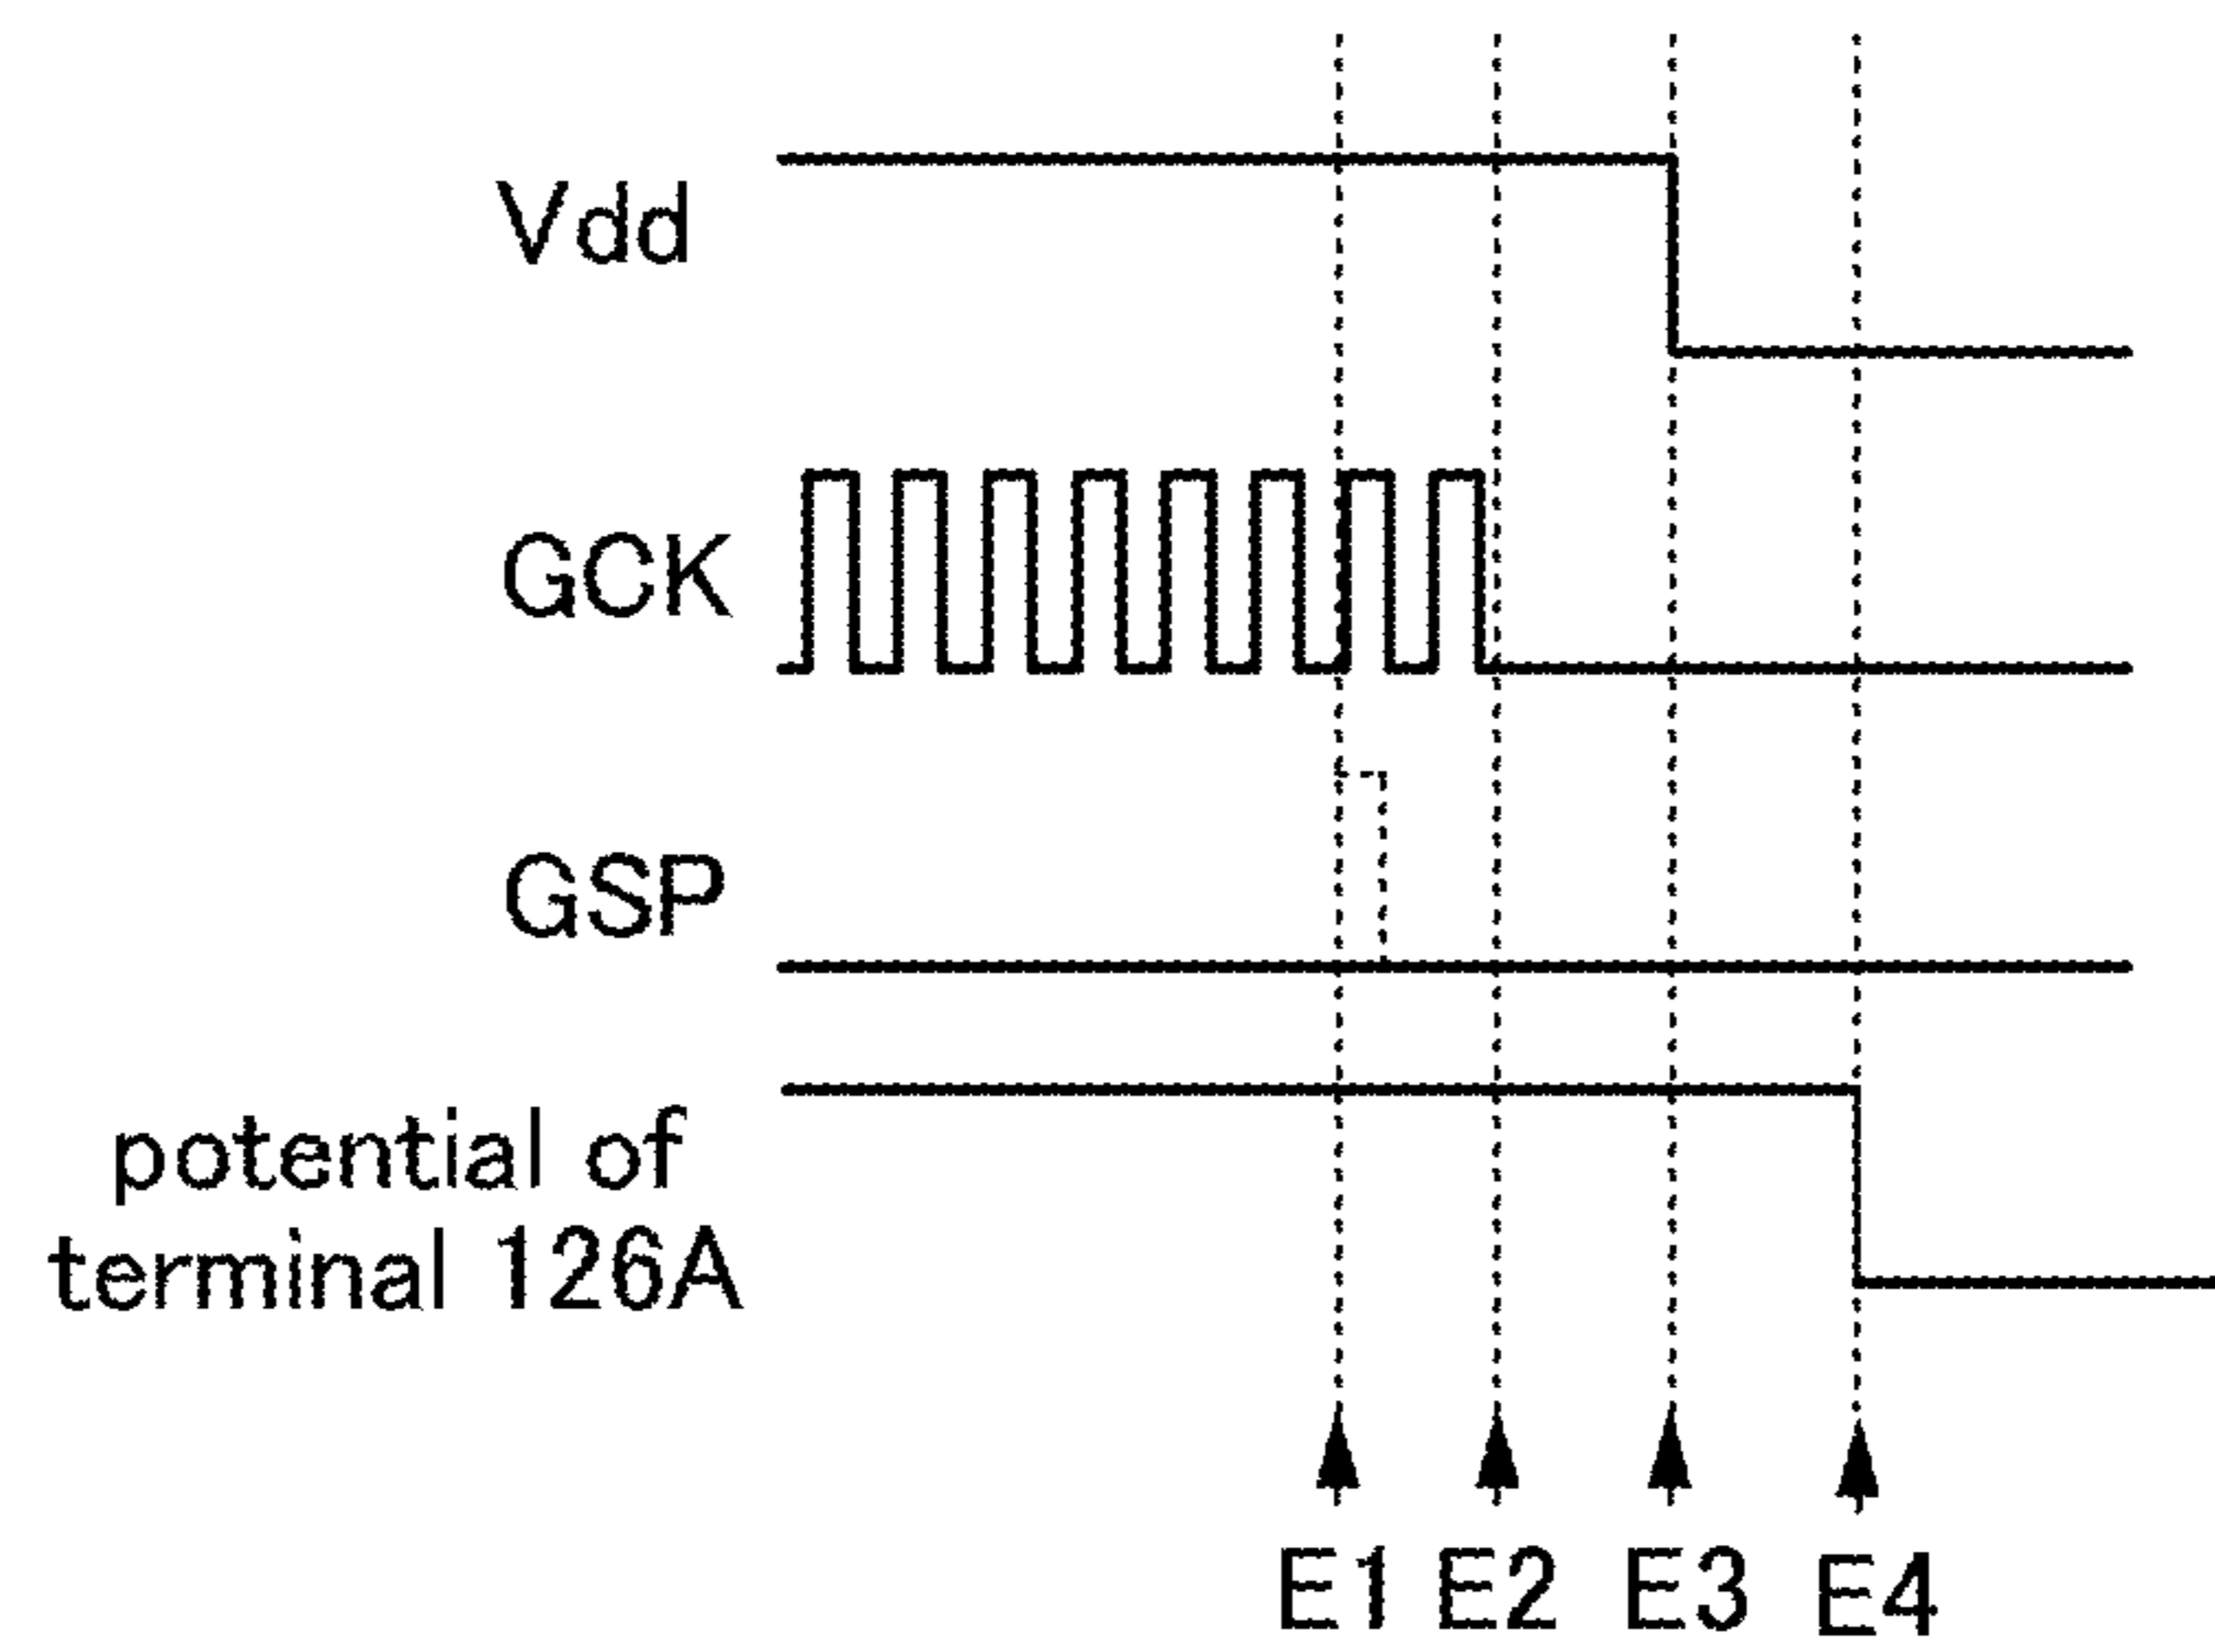 Vdd
GCK
GSP
potential of
terminal 126A
E1 E2 E3 E4